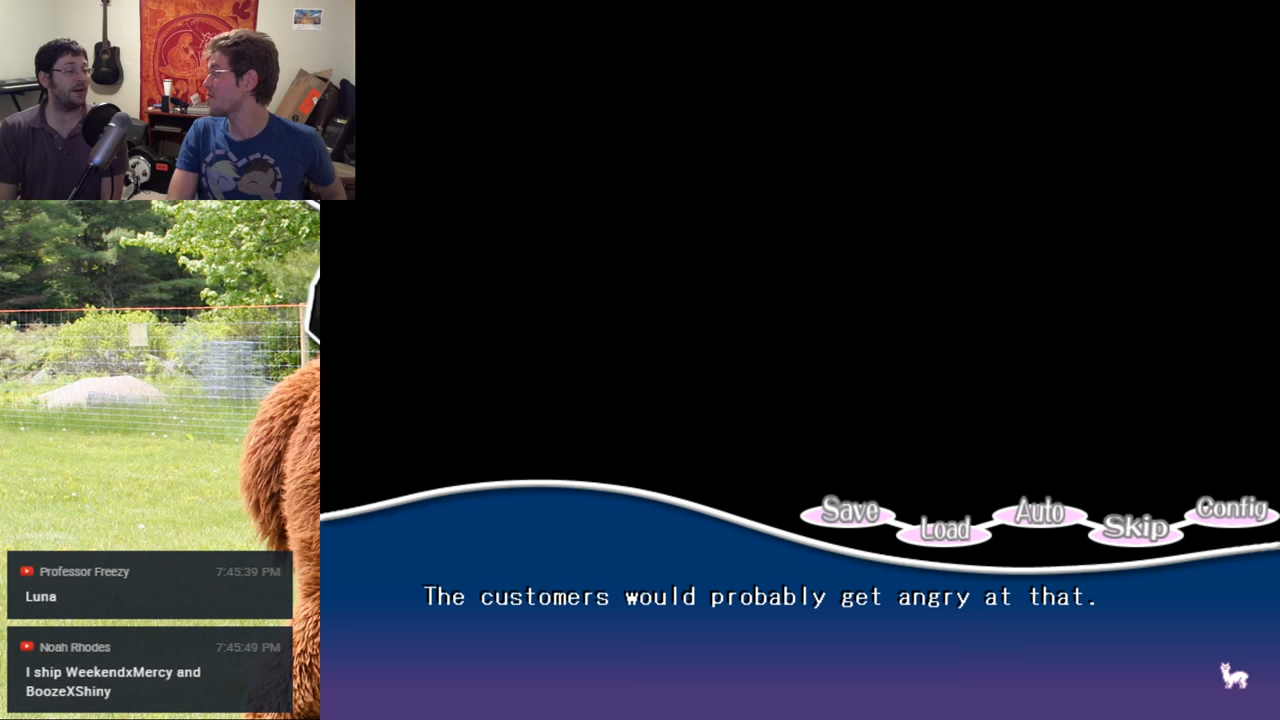 Save
Load
Auto
Skip
Config
The customers would probably get angry at that.
Professor Freezy 7:45:39 PM
Luna
Noah Rhodes 7:45:49 PM
I ship WeekendxMercy and
BoozeXShiny